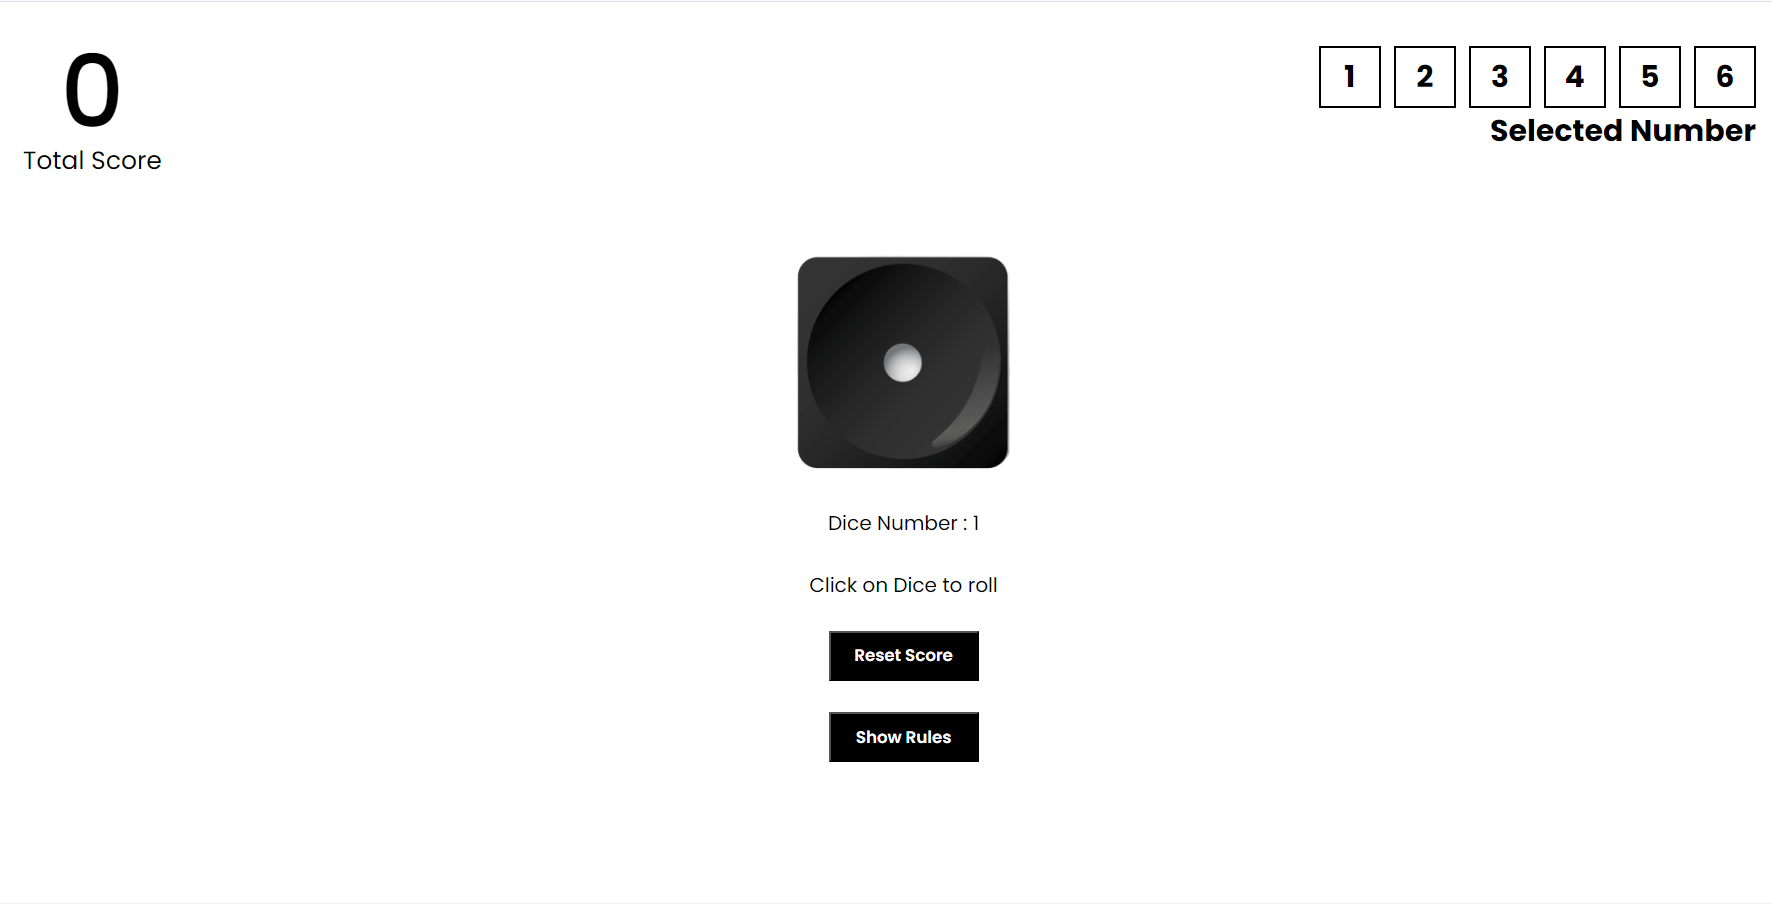 0
Total Score
1 2 3 4 5 6
Selected Number
Dice Number : 1
Click on Dice to roll
Reset Score
Show Rules